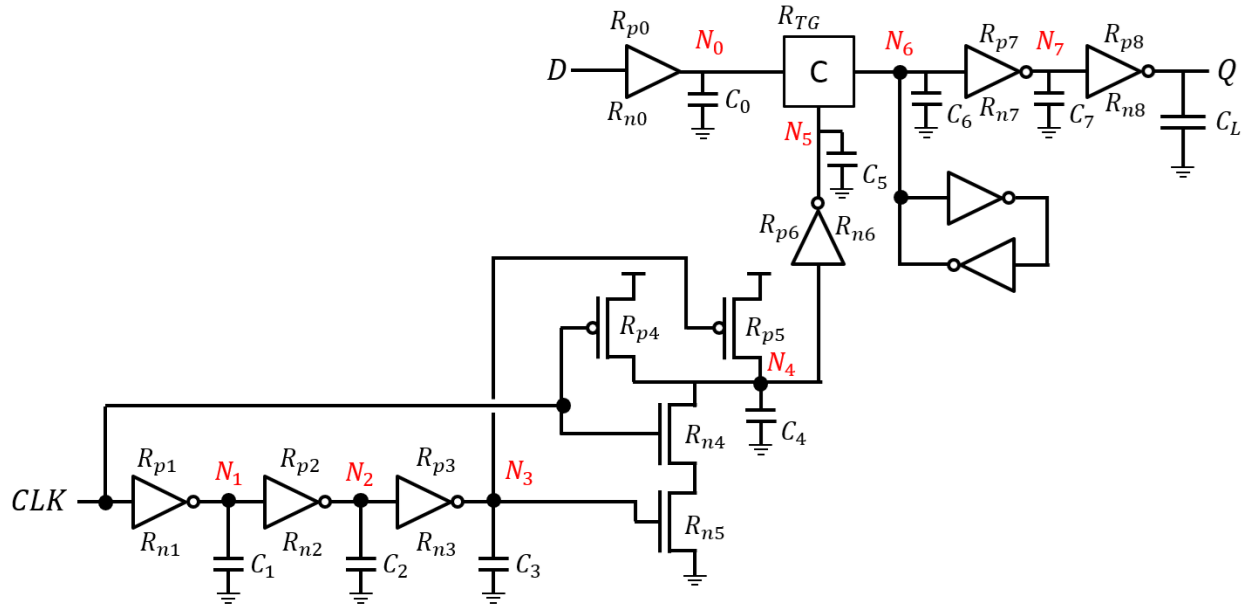 R_{TG}
R_{p0} N_0 N_6 R_{p7} N_7 R_{p8}
D C Q
R_{n0} C_0 C_6 R_{n7} C_7 R_{n8} C_L
N_5
C_5
R_{p6} R_{n6}
R_{p4} R_{p5}
N_4
R_{n4} C_4
R_{p1} N_1 R_{p2} N_2 R_{p3} N_3
CLK
R_{n5}
R_{n1} C_1 R_{n2} C_2 R_{n3} C_3